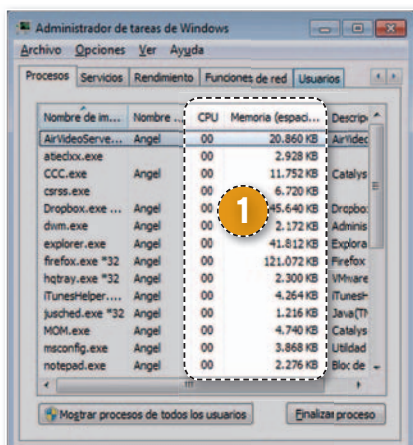 Administrador de tareas de Windows
Archivo Opciones Ver Ayuda
Procesos Servicios Rendimiento Funciones de red Usuarios
Nombre de im... Nombre ... CPU Memoria (espaci... Descrip
AirVideoServe... Angel 00 20.860 KB AirVideo
atiedxx.exe 00 2.928 KB
CCC.exe Angel 00 11.752 KB Catalys
csrss.exe 00 6.720 KB
Dropbox.exe ... Angel 00 45.640 KB Dropbo
dwm.exe Angel 00 2.172 KB Adminis
explorer.exe Angel 00 41.812 KB Explora
firefox.exe *32 Angel 00 121.072 KB Firefox
hqtray.exe *32 Angel 00 2.300 KB VMware
iTunesHelper.... Angel 00 4.264 KB iTunesH
jusched.exe *32 Angel 00 1.216 KB Java(TM
MOM.exe Angel 00 4.740 KB Catalys
msconfig.exe Angel 00 3.868 KB Utilidad
notepad.exe Angel 00 2.276 KB Bloc de
1
Mostrar procesos de todos los usuarios Finalizar proceso